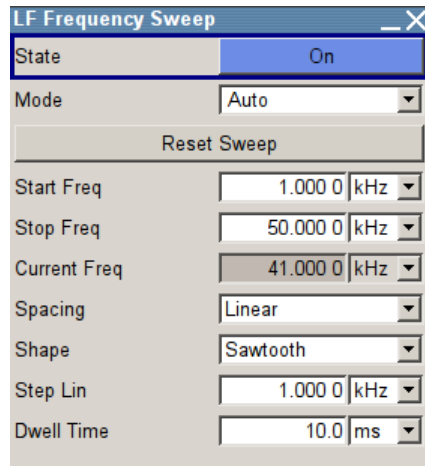 LF Frequency Sweep
State On
Mode Auto
Reset Sweep
Start Freq 1.000 0 kHz
Stop Freq 50.000 0 kHz
Current Freq 41.000 0 kHz
Spacing Linear
Shape Sawtooth
Step Lin 1.000 0 kHz
Dwell Time 10.0 ms